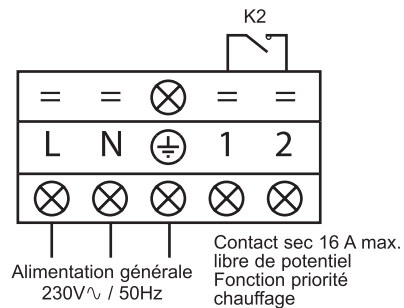 K2
= = = =
L N 1 2
Alimentation générale
230V∿ / 50Hz
Contact sec 16 A max.
libre de potentiel
Fonction priorité
chauffage